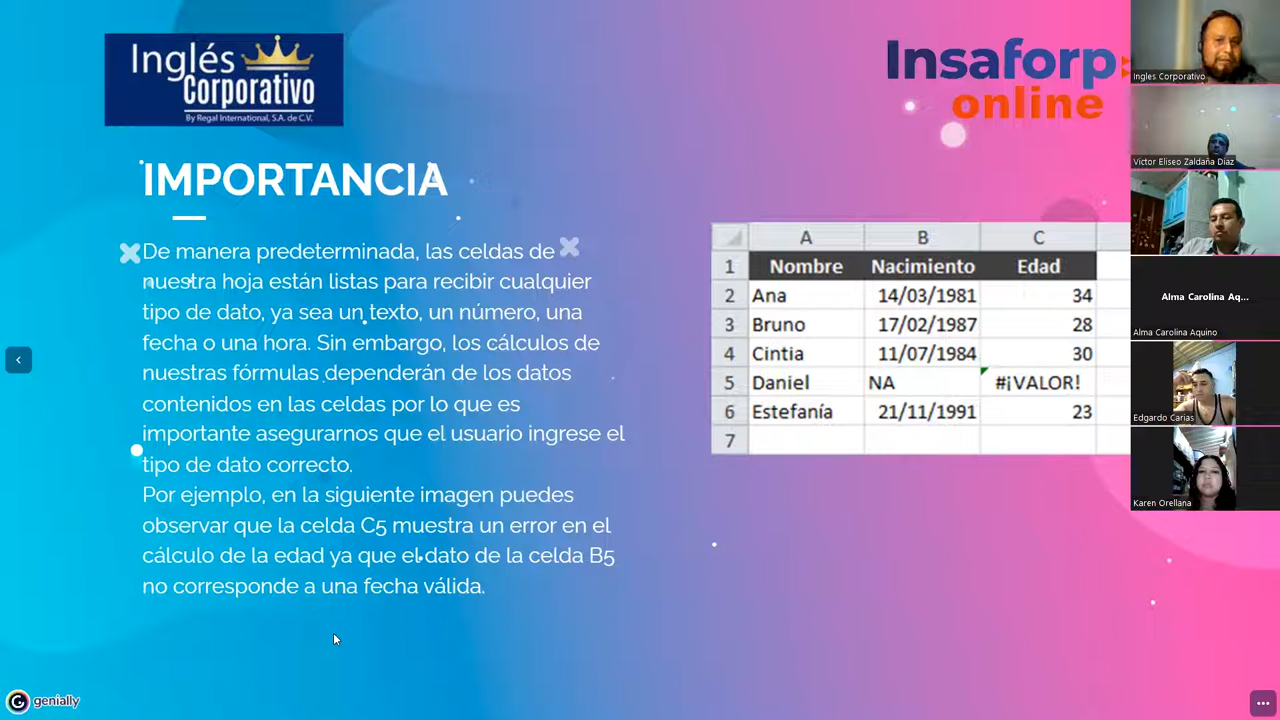 Inglés
Corporativo
By Regal International, S.A. de C.V.
Insaforp
online
IMPORTANCIA
De manera predeterminada, las celdas de
nuestra hoja están listas para recibir cualquier
tipo de dato, ya sea un texto, un número, una
fecha o una hora. Sin embargo, los cálculos de
nuestras fórmulas dependerán de los datos
contenidos en las celdas por lo que es
importante asegurarnos que el usuario ingrese el
tipo de dato correcto.
Por ejemplo, en la siguiente imagen puedes
observar que la celda C5 muestra un error en el
cálculo de la edad ya que el dato de la celda B5
no corresponde a una fecha válida.
A B C
1 Nombre Nacimiento Edad
2 Ana 14/03/1981 34
3 Bruno 17/02/1987 28
4 Cintia 11/07/1984 30
5 Daniel NA #¡VALOR!
6 Estefanía 21/11/1991 23
7
Ingles Corporativo
Victor Eliseo Zaldaña Diaz
Alma Carolina Aq...
Alma Carolina Aquino
Edgardo Carias
Karen Orellana
genially